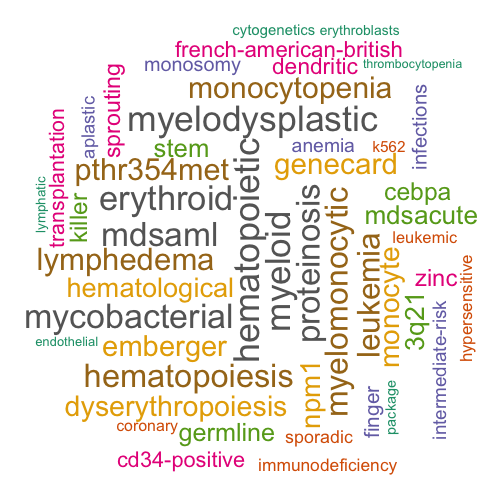 cytogenetics erythroblasts
french-american-british
monosomy dendritic thrombocytopenia
monocytopenia
sprouting
aplastic
myelodysplastic
infections
stem
anemia k562
transplantation
pthr354met
genecard
lymphatic
killer
erythroid
hematopoietic
myeloid
proteinosis
myelomonocytic
cebpa
mdsacute
mdsaml
leukemia
monocyte
leukemic
lymphedema
3q21
zinc
hypersensitive
hematological
mycobacterial
endothelial
emberger
intermediate-risk
hematopoiesis
npm1
finger
package
dyserythropoiesis
coronary
germline
sporadic
cd34-positive
immunodeficiency